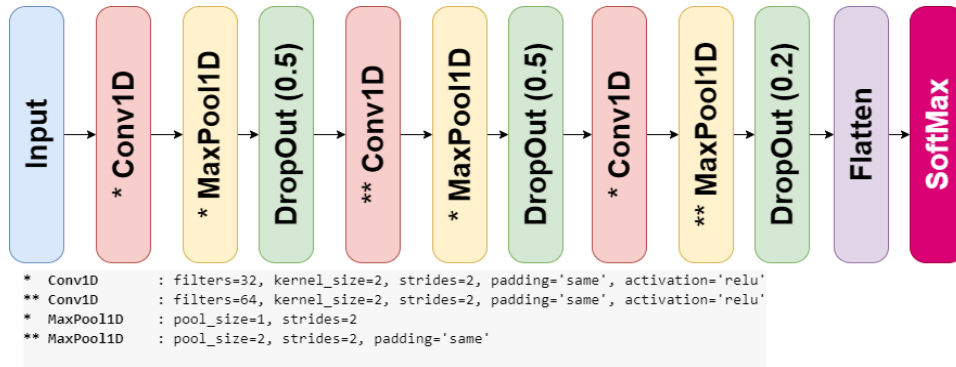 Input
* Conv1D
* MaxPool1D
DropOut (0.5)
** Conv1D
* MaxPool1D
DropOut (0.5)
* Conv1D
** MaxPool1D
DropOut (0.2)
Flatten
SoftMax
* Conv1D : filters=32, kernel_size=2, strides=2, padding='same', activation='relu'
** Conv1D : filters=64, kernel_size=2, strides=2, padding='same', activation='relu'
* MaxPool1D : pool_size=1, strides=2
** MaxPool1D : pool_size=2, strides=2, padding='same'